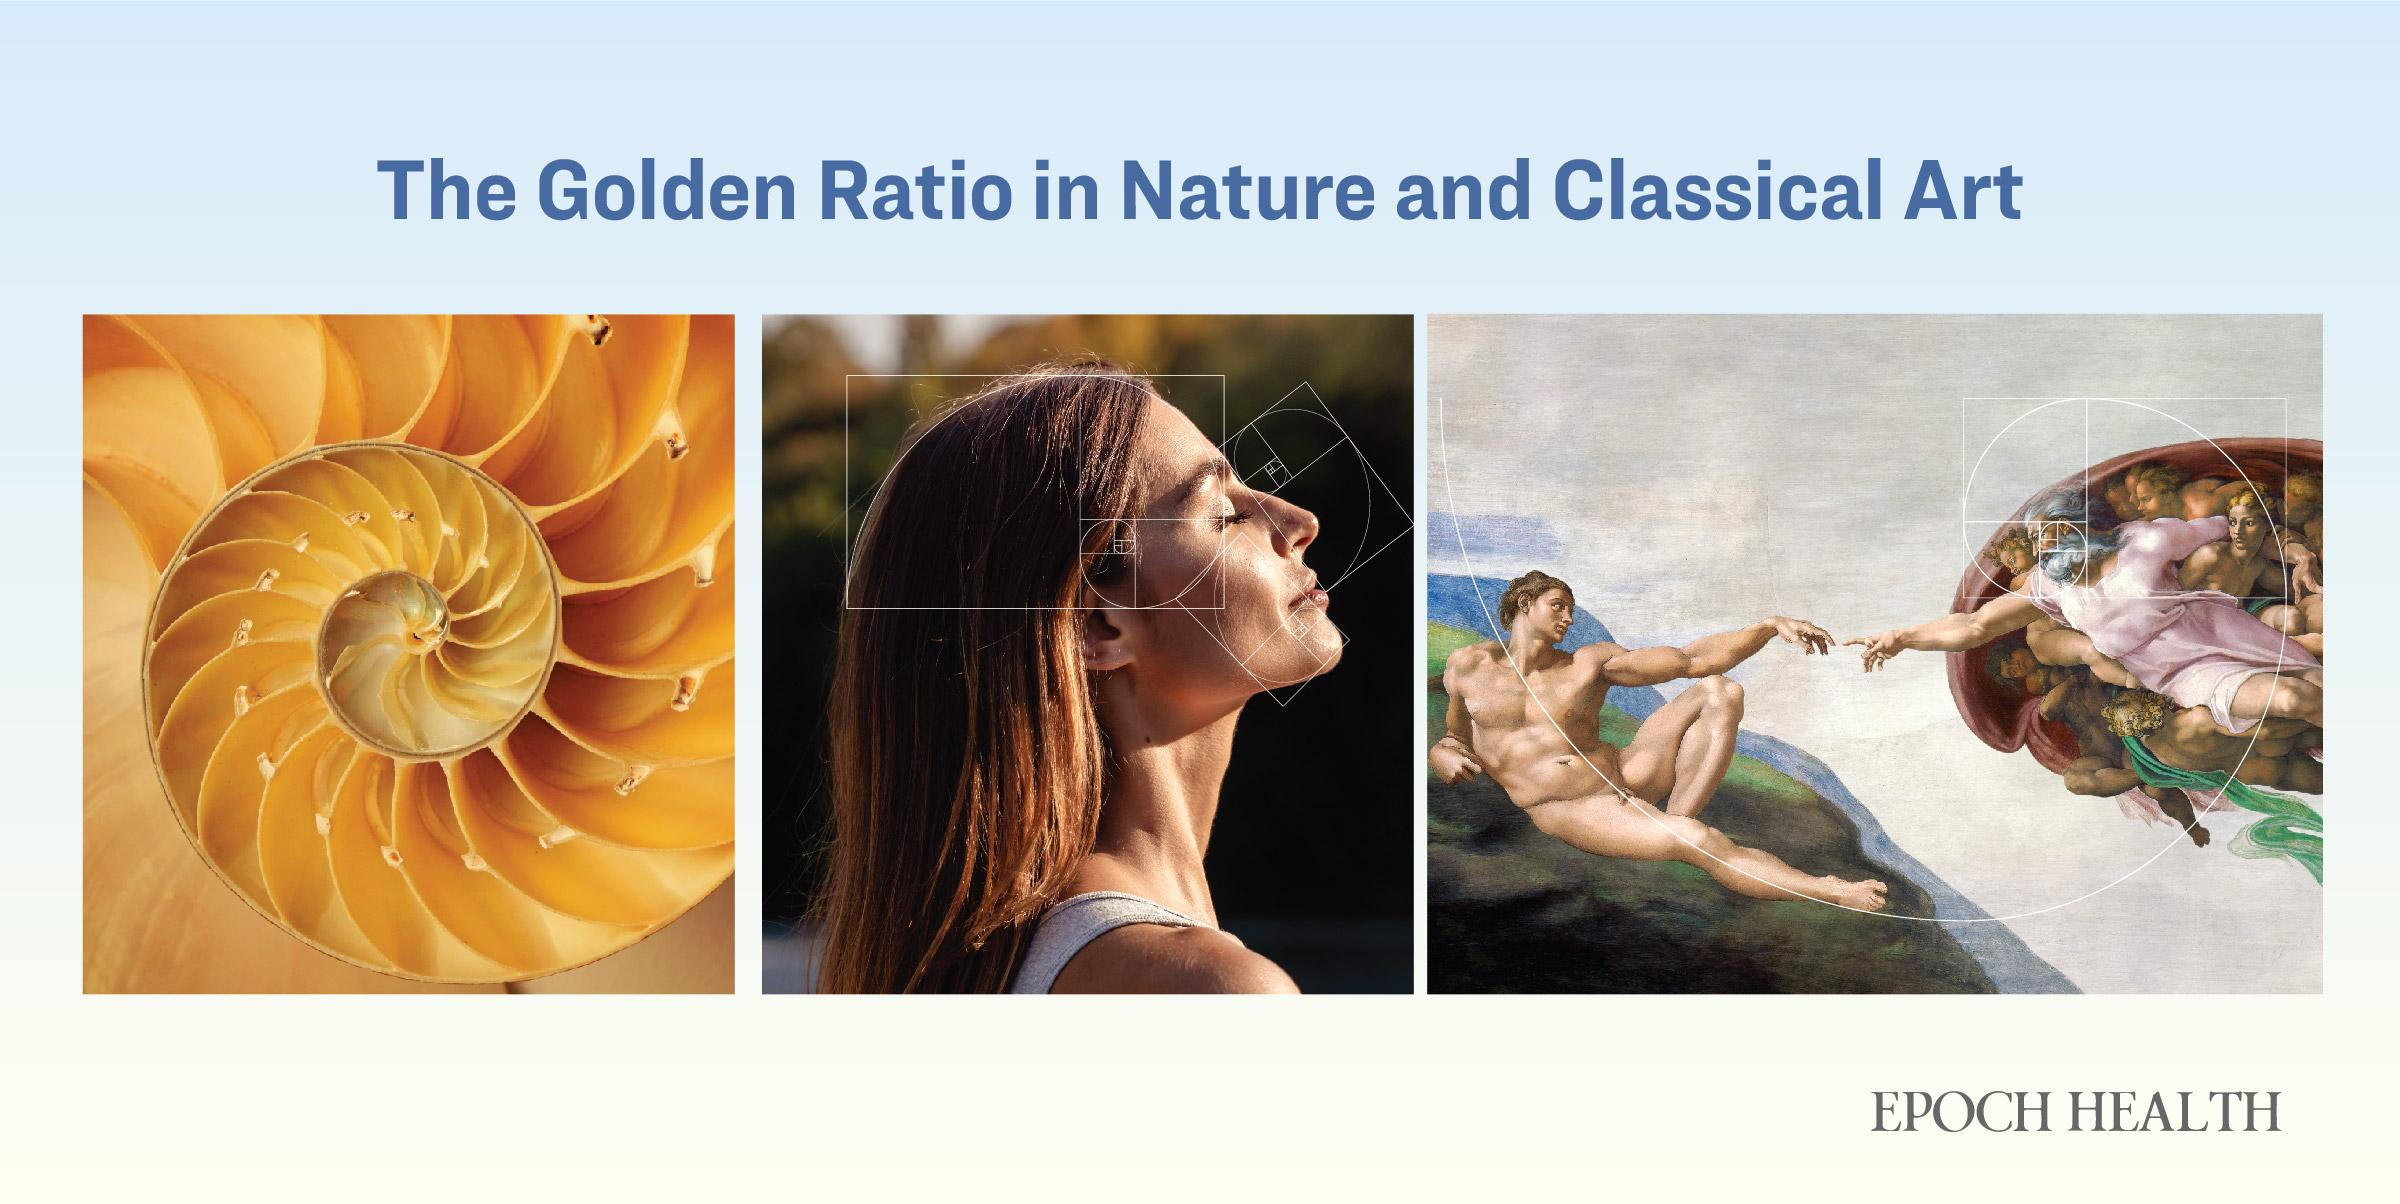 The Golden Ratio in Nature and Classical Art
EPOCH HEALTH